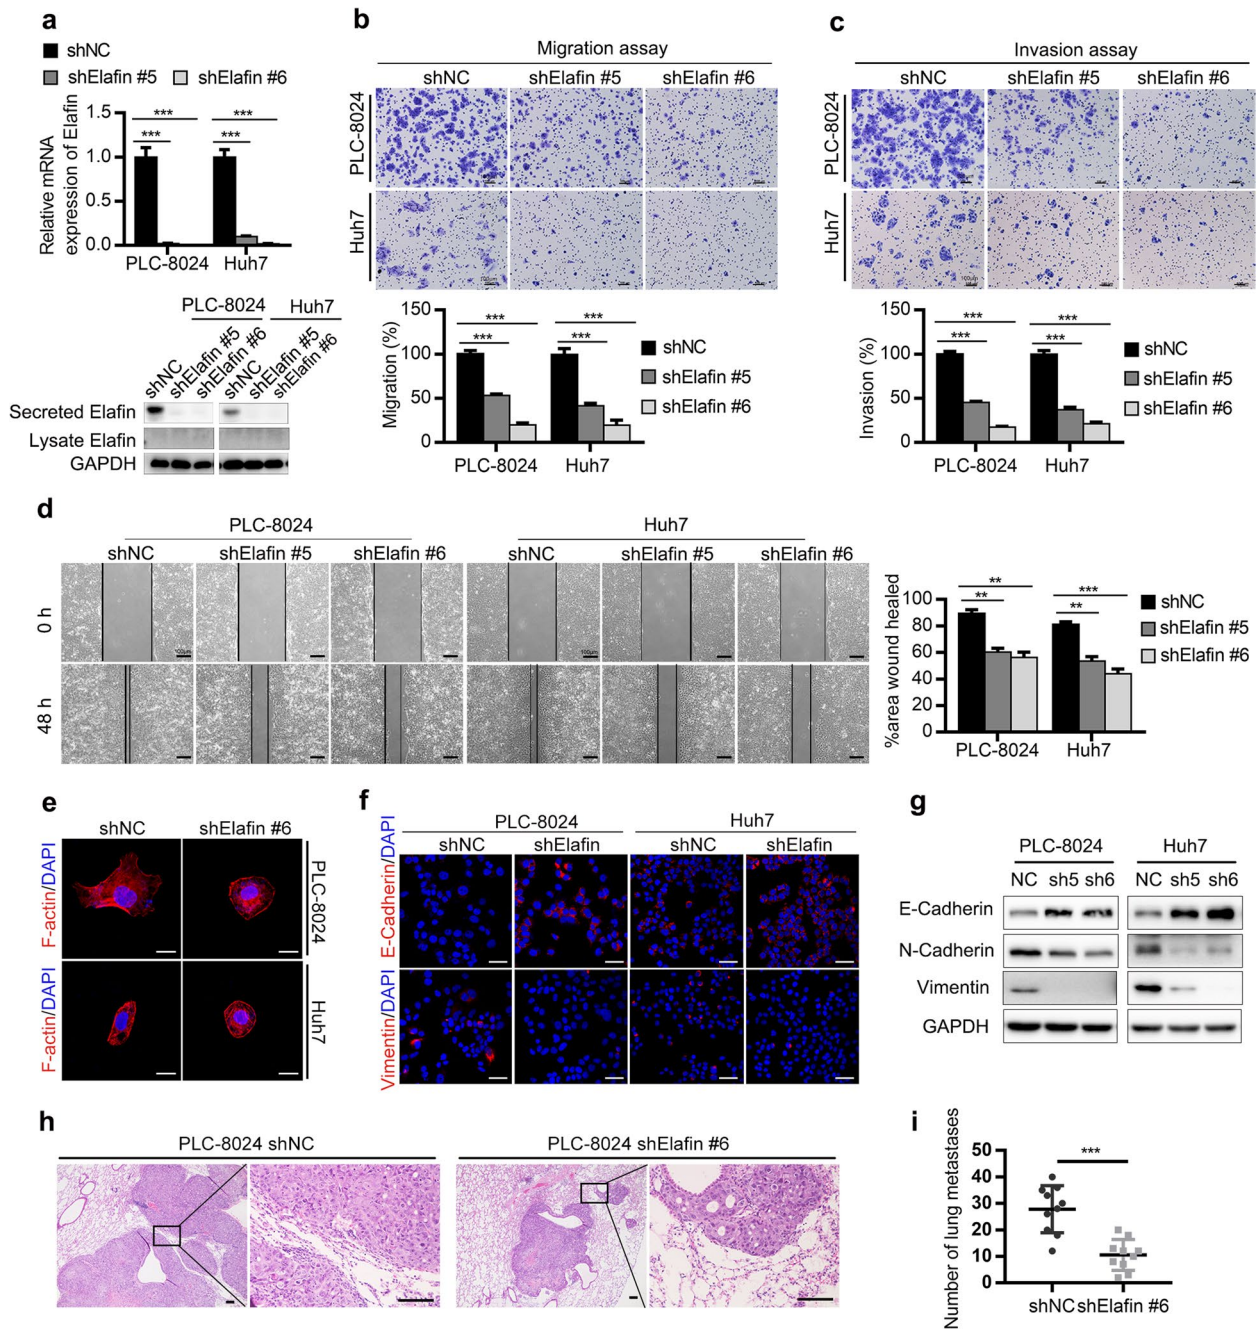 a
shNC
shElafin #5 shElafin #6
Relative mRNA
expression of Elafin
1.5
1.0
0.5
0.0
***
***
***
***
PLC-8024 Huh7
PLC-8024 Huh7
shNC shElafin #5 shElafin #6 shNC shElafin #5 shElafin #6
Secreted Elafin
Lysate Elafin
GAPDH
b
Migration assay
shNC shElafin #5 shElafin #6
PLC-8024
Huh7
Migration (%)
150
100
50
0
***
***
***
***
PLC-8024 Huh7
shNC
shElafin #5
shElafin #6
c
Invasion assay
shNC shElafin #5 shElafin #6
PLC-8024
Huh7
Invasion (%)
150
100
50
0
***
***
***
***
PLC-8024 Huh7
shNC
shElafin #5
shElafin #6
d
PLC-8024 Huh7
shNC shElafin #5 shElafin #6 shNC shElafin #5 shElafin #6
0 h
100μm
100μm
48 h
%area wound healed
100
80
60
40
20
0
**
**
***
**
PLC-8024 Huh7
shNC
shElafin #5
shElafin #6
e
shNC shElafin #6
F-actin/DAPI
PLC-8024
F-actin/DAPI
Huh7
f
PLC-8024 Huh7
shNC shElafin shNC shElafin
E-Cadherin/DAPI
Vimentin/DAPI
g
PLC-8024 Huh7
NC sh5 sh6 NC sh5 sh6
E-Cadherin
N-Cadherin
Vimentin
GAPDH
h
PLC-8024 shNC PLC-8024 shElafin #6
i
Number of lung metastases
50
40
30
20
10
0
***
shNC shElafin #6